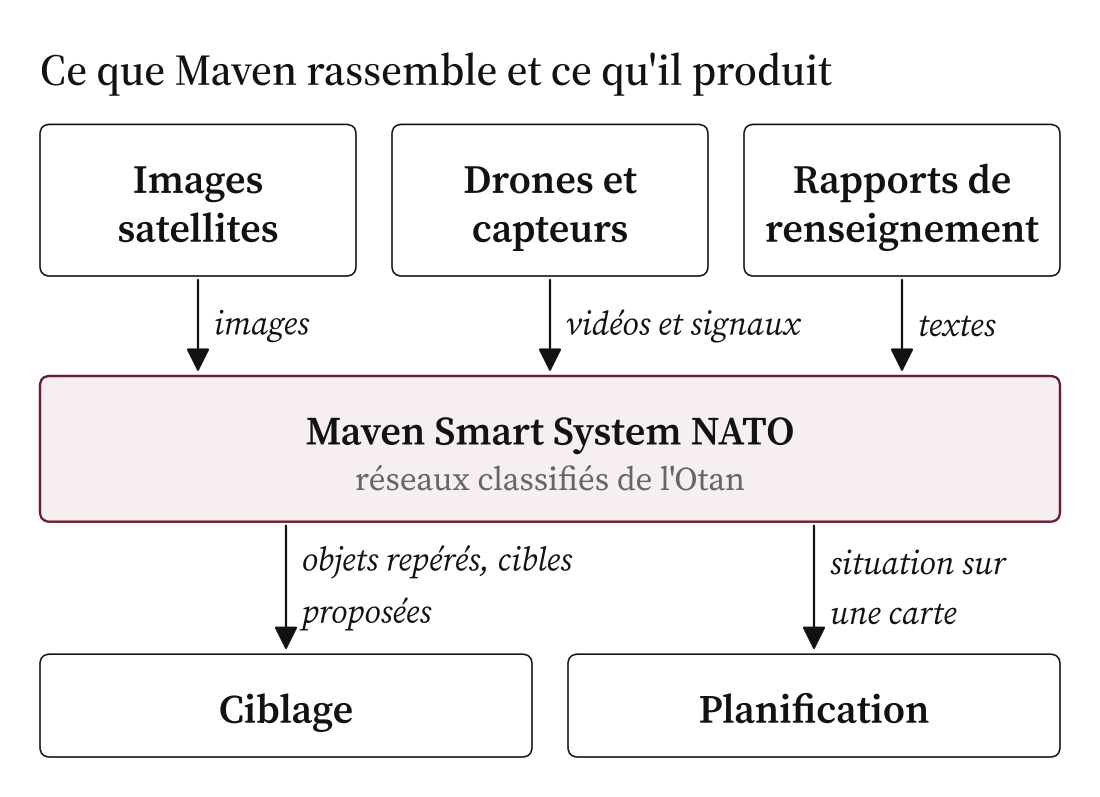 Ce que Maven rassemble et ce qu'il produit
Images
satellites
Drones et
capteurs
Rapports de
renseignement
images
vidéos et signaux
textes
Maven Smart System NATO
réseaux classifiés de l'Otan
objets repérés, cibles
proposées
situation sur
une carte
Ciblage
Planification